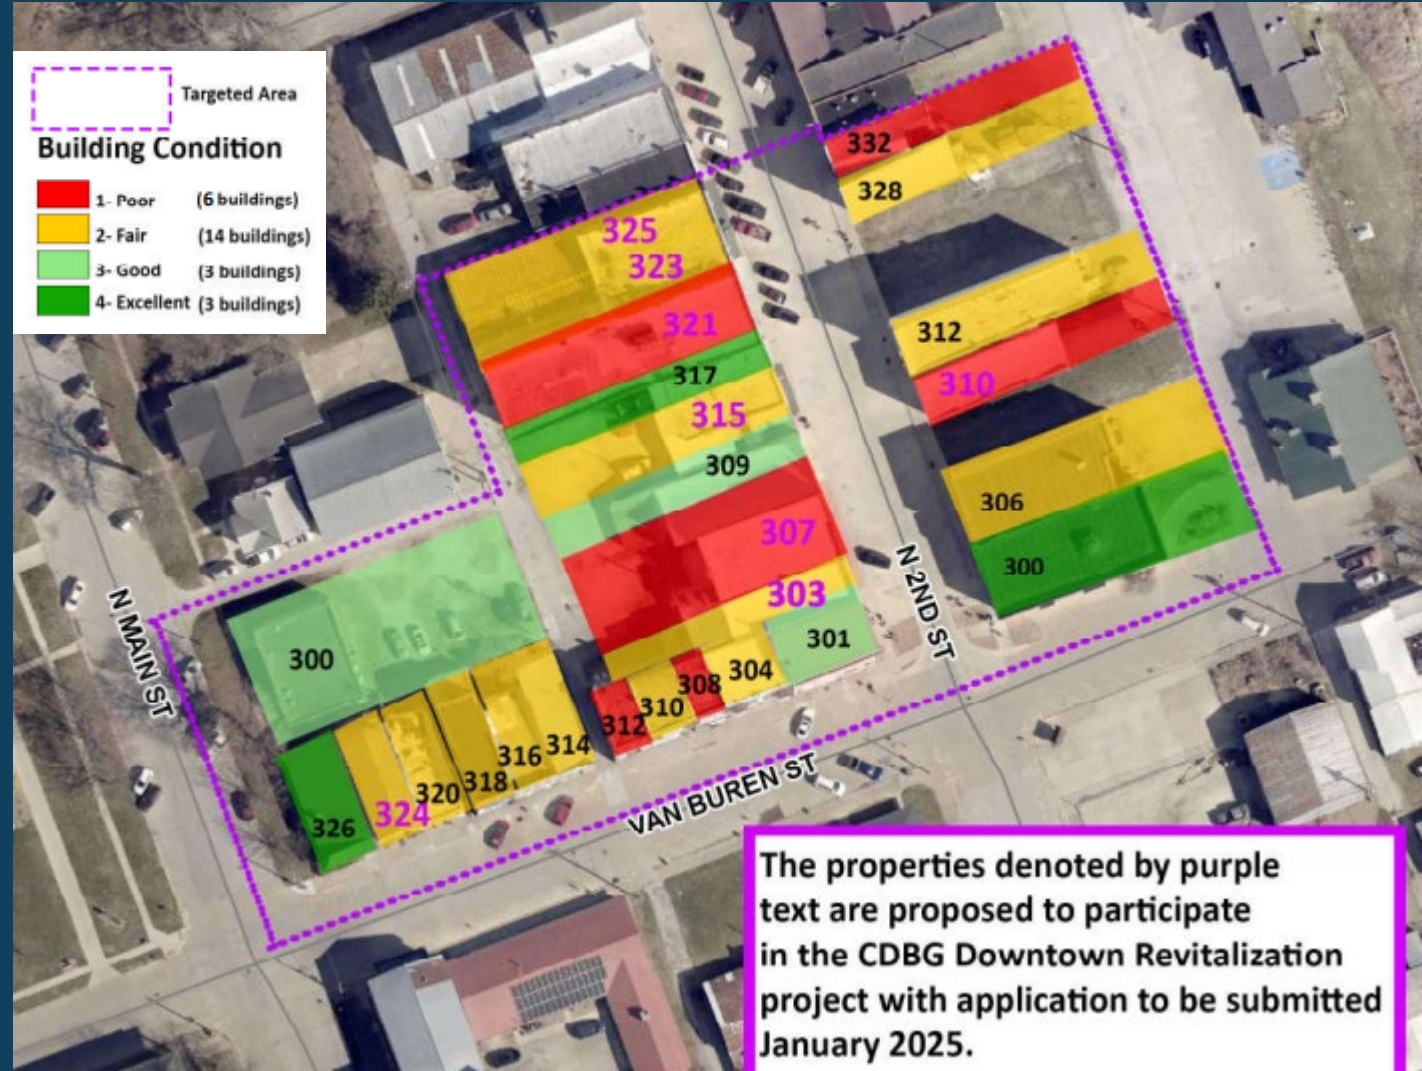 Targeted Area
Building Condition
1- Poor (6 buildings)
2- Fair (14 buildings)
3- Good (3 buildings)
4- Excellent (3 buildings)
332
328
325
323
321
317
315
309
307
303
301
312
310
306
300
N 2ND ST
N MAIN ST
300
304
308
310
312
314
316
318
320
324
326
VAN BUREN ST
The properties denoted by purple
text are proposed to participate
in the CDBG Downtown Revitalization
project with application to be submitted
January 2025.